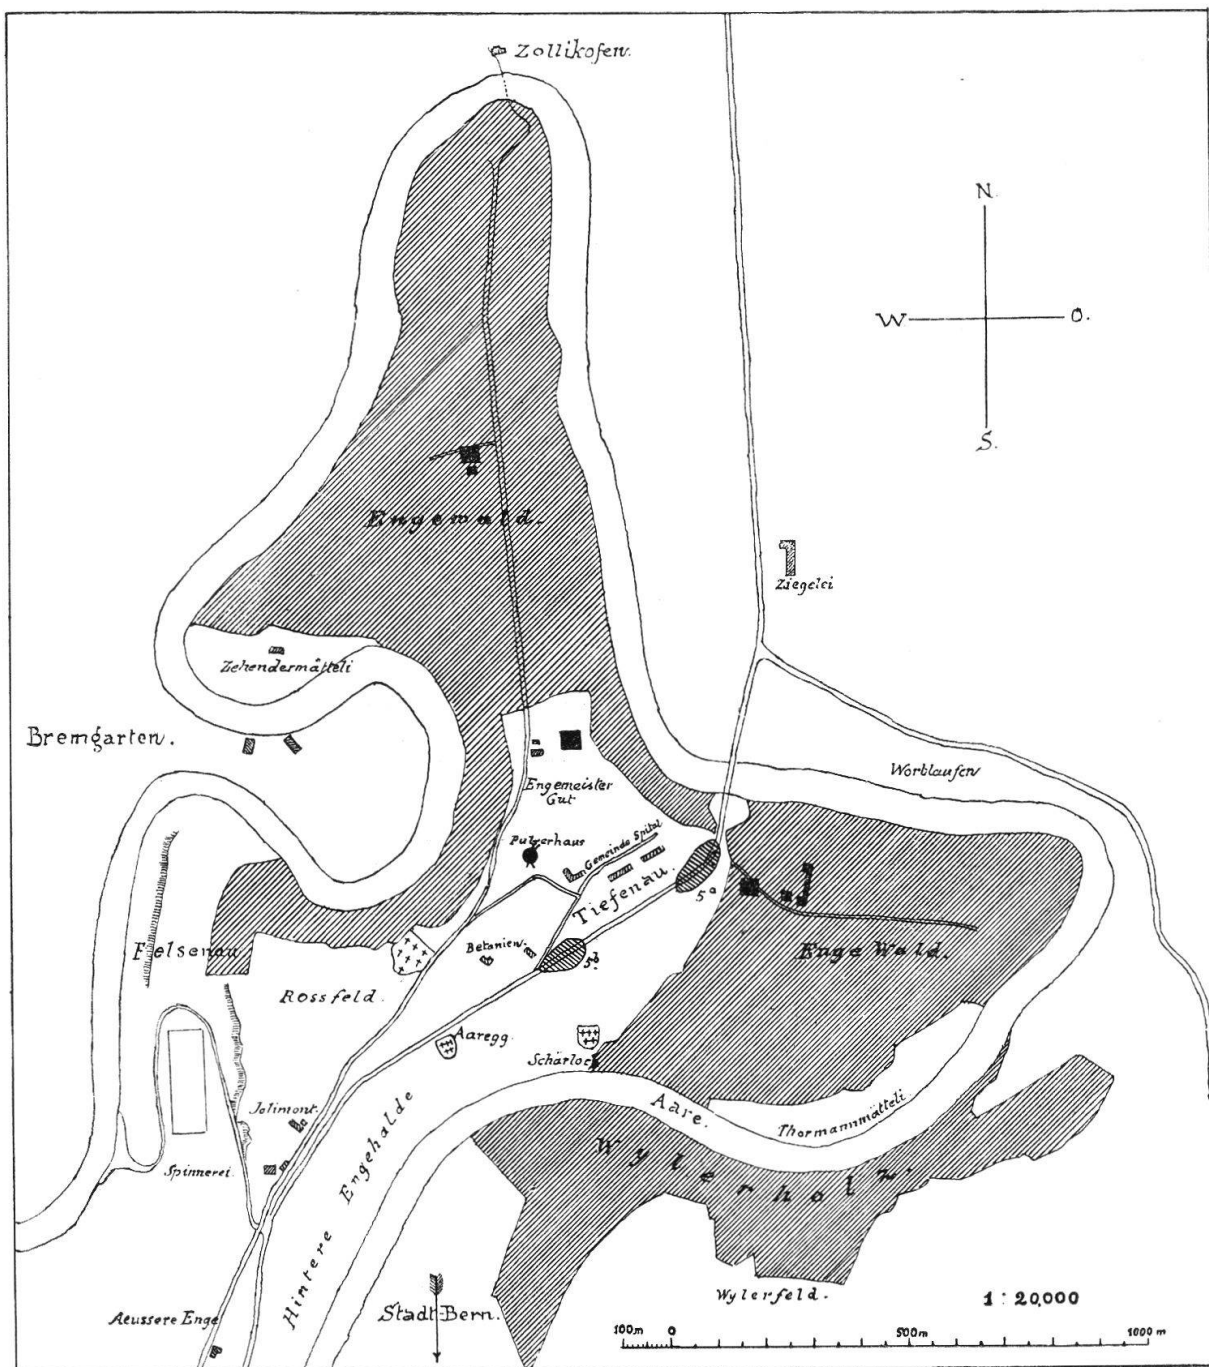 Zollikofen.
N.
W
O.
S.
Engewald.
Ziegelei
Zehendermätteli
Bremgarten.
Worblaufen
Engemeister
Gut
Pulverhaus
Gemeinde Spital
Tiefenau.
5a
Felsenau.
Betanien.
5b.
Enge Wald.
Rossfeld.
Aaregg.
Schärloch
Jolimont.
Aare.
Thormannmätteli
Spinnerei.
Hintere Engehalde
Wylerholz
Aeussere Enge
Stadt-Bern.
Wylerfeld.
1:20,000
100m 0 500m 1000 m